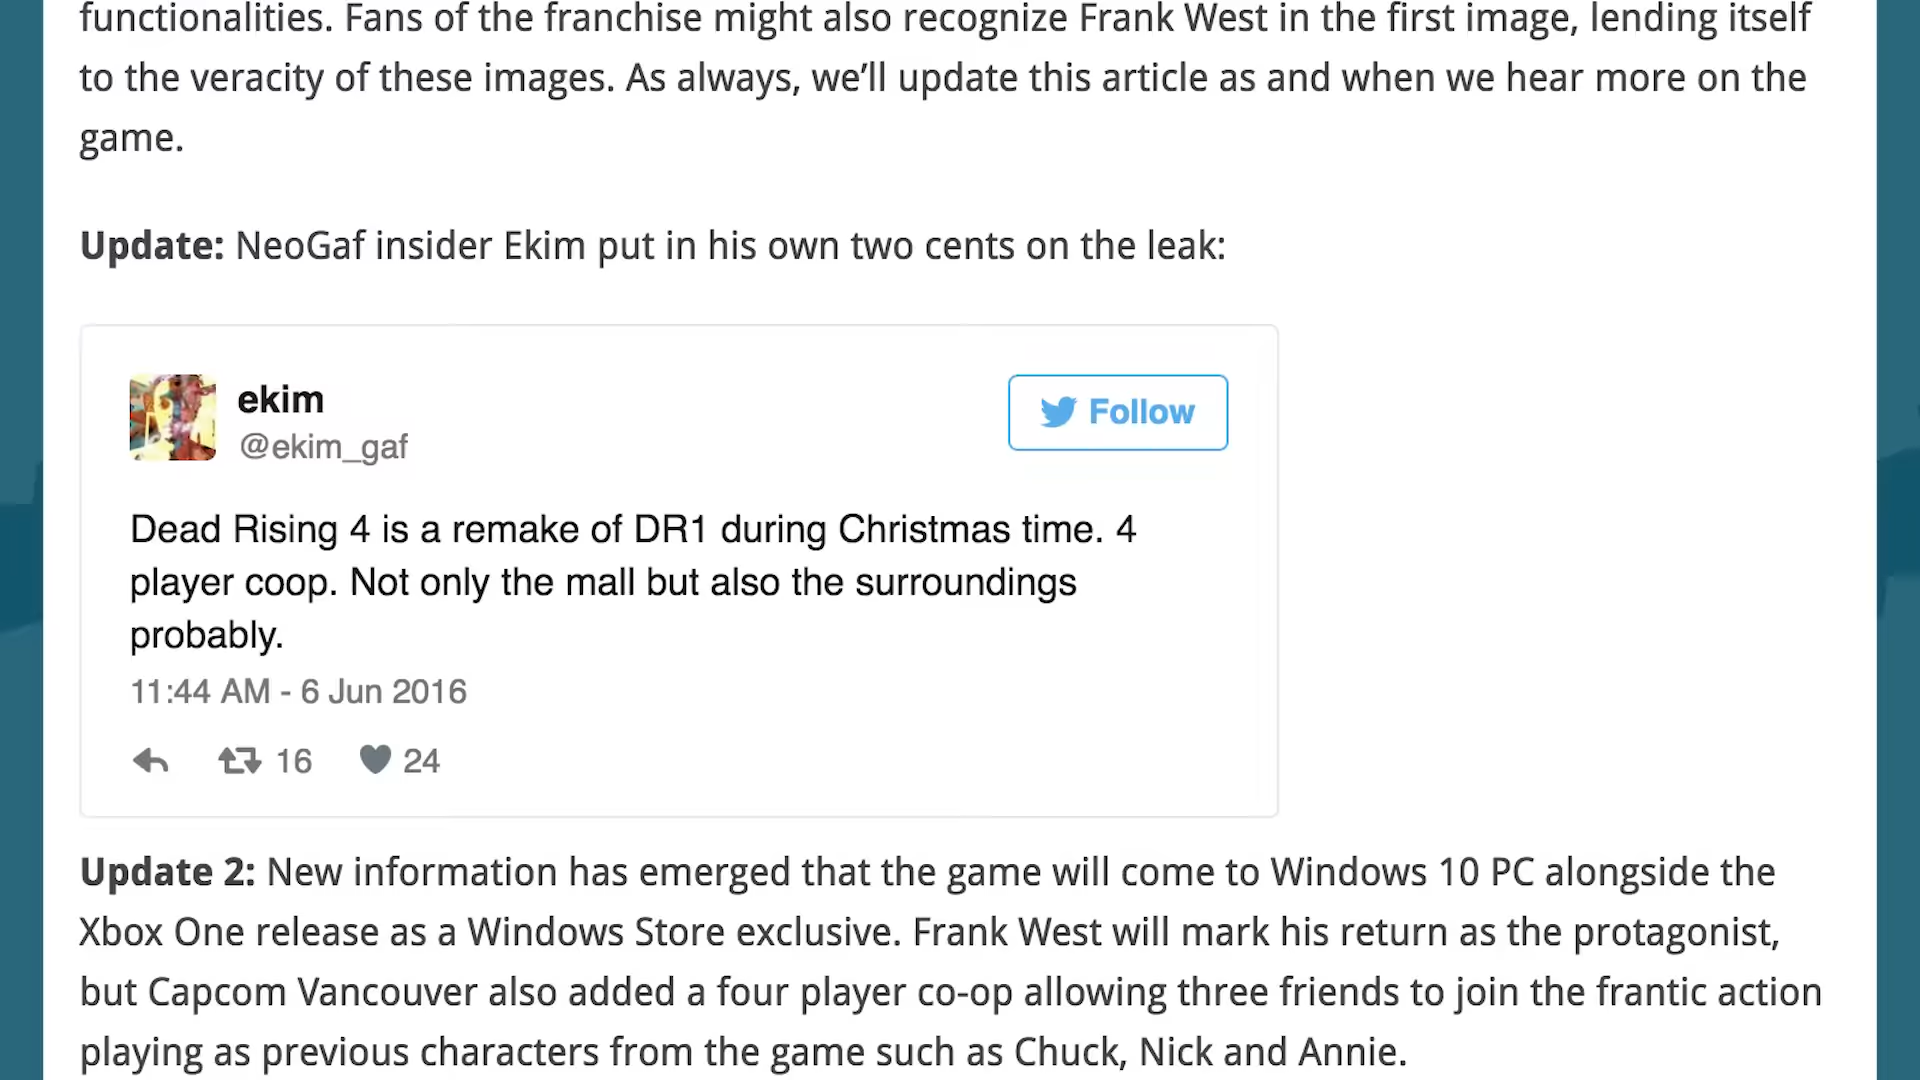 functionalities. Fans of the franchise might also recognize Frank West in the first image, lending itself
to the veracity of these images. As always, we’ll update this article as and when we hear more on the
game.
Update: NeoGaf insider Ekim put in his own two cents on the leak:
ekim
@ekim_gaf
Follow
Dead Rising 4 is a remake of DR1 during Christmas time. 4
player coop. Not only the mall but also the surroundings
probably.
11:44 AM - 6 Jun 2016
16 24
Update 2: New information has emerged that the game will come to Windows 10 PC alongside the
Xbox One release as a Windows Store exclusive. Frank West will mark his return as the protagonist,
but Capcom Vancouver also added a four player co-op allowing three friends to join the frantic action
playing as previous characters from the game such as Chuck, Nick and Annie.